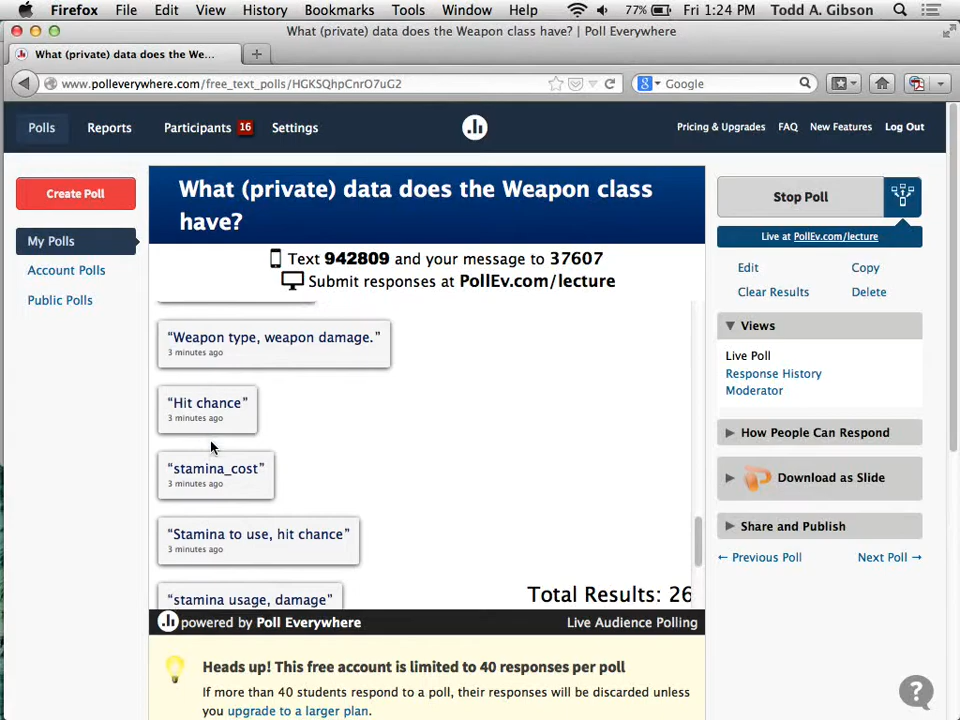 Firefox File Edit View History Bookmarks Tools Window Help 77% Fri 1:24 PM Todd A. Gibson
What (private) data does the Weapon class have? | Poll Everywhere
What (private) data does the We...
www.polleverywhere.com/free_text_polls/HGKSQhpCnrO7uG2
Google
Polls Reports Participants 16 Settings
Pricing & Upgrades FAQ New Features Log Out
Create Poll
My Polls
Account Polls
Public Polls
What (private) data does the Weapon class
have?
Text 942809 and your message to 37607
Submit responses at PollEv.com/lecture
“Weapon type, weapon damage.”
3 minutes ago
“Hit chance”
3 minutes ago
“stamina_cost”
3 minutes ago
“Stamina to use, hit chance”
3 minutes ago
“stamina usage, damage”
Total Results: 26
powered by Poll Everywhere
Live Audience Polling
Heads up! This free account is limited to 40 responses per poll
If more than 40 students respond to a poll, their responses will be discarded unless
you upgrade to a larger plan.
Stop Poll
Live at PollEv.com/lecture
Edit Copy
Clear Results Delete
Views
Live Poll
Response History
Moderator
How People Can Respond
Download as Slide
Share and Publish
← Previous Poll Next Poll →
?